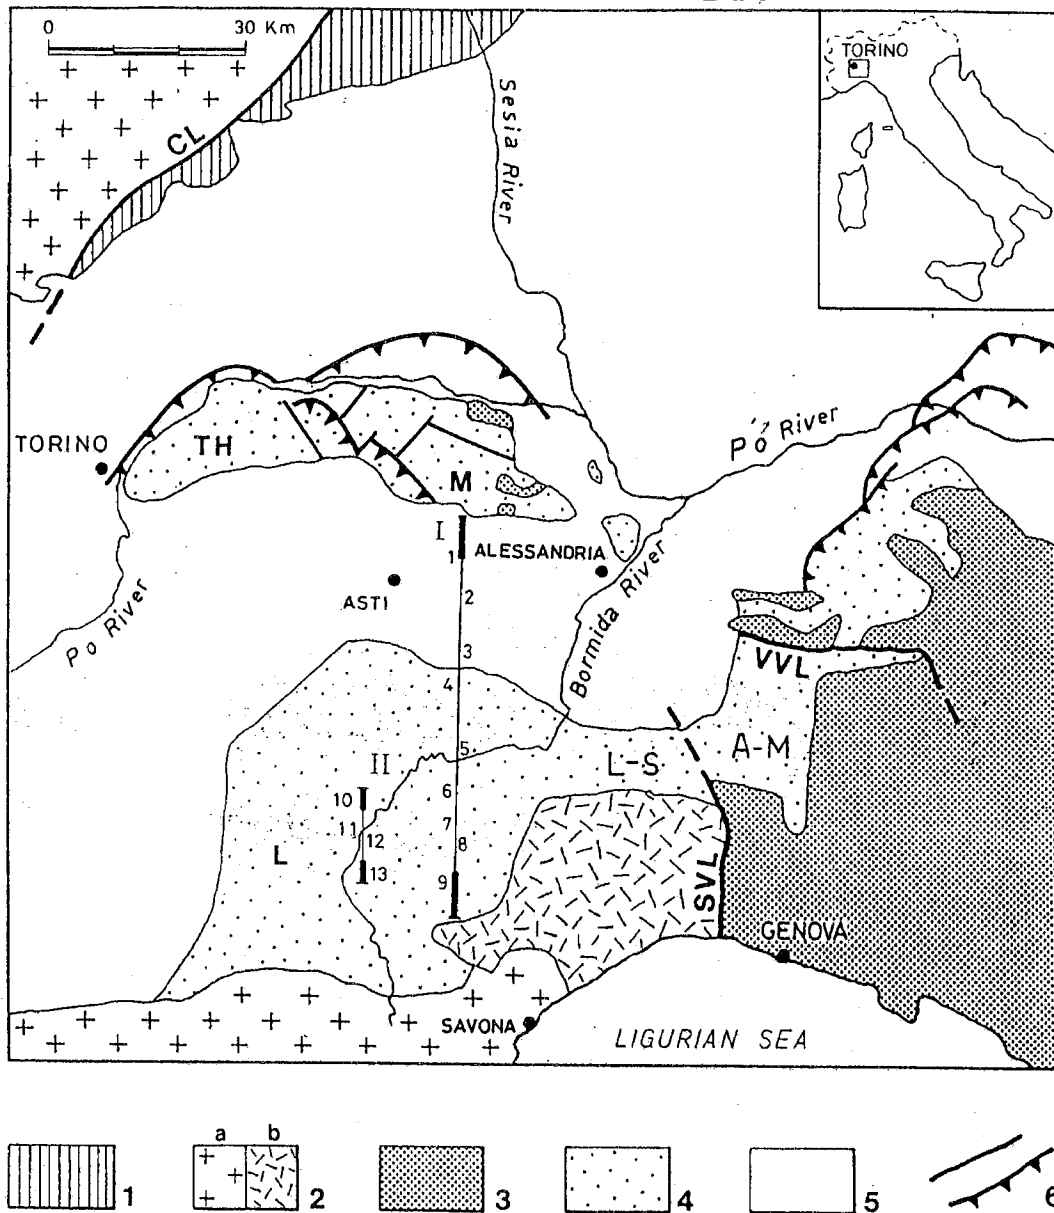 0 30 Km
TORINO
CL
Sesia River
TORINO
TH
M
Po River
I
1
ALESSANDRIA
ASTI
2
Po River
Bormida River
3
4
VVL
5
A-M
L-S
II
10
6
11
7
12
8
L
13
9
SVL
GENOVA
SAVONA
LIGURIAN SEA
a b
1
2
3
4
5
6